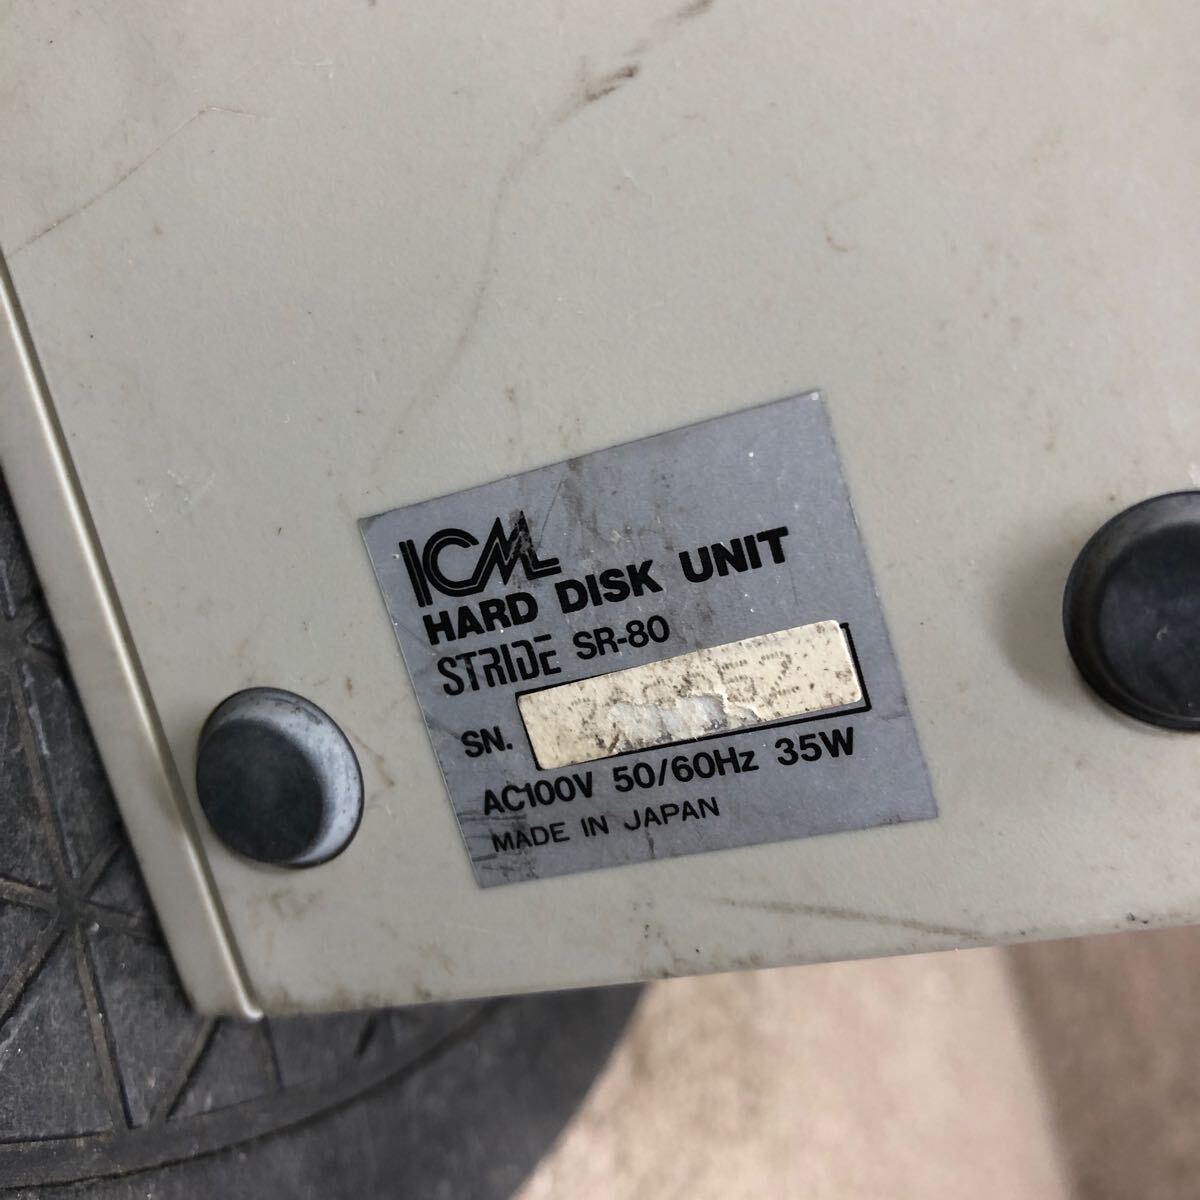 ICM
HARD DISK UNIT
STRIDE SR-80
SN.
AC100V 50/60Hz 35W
MADE IN JAPAN